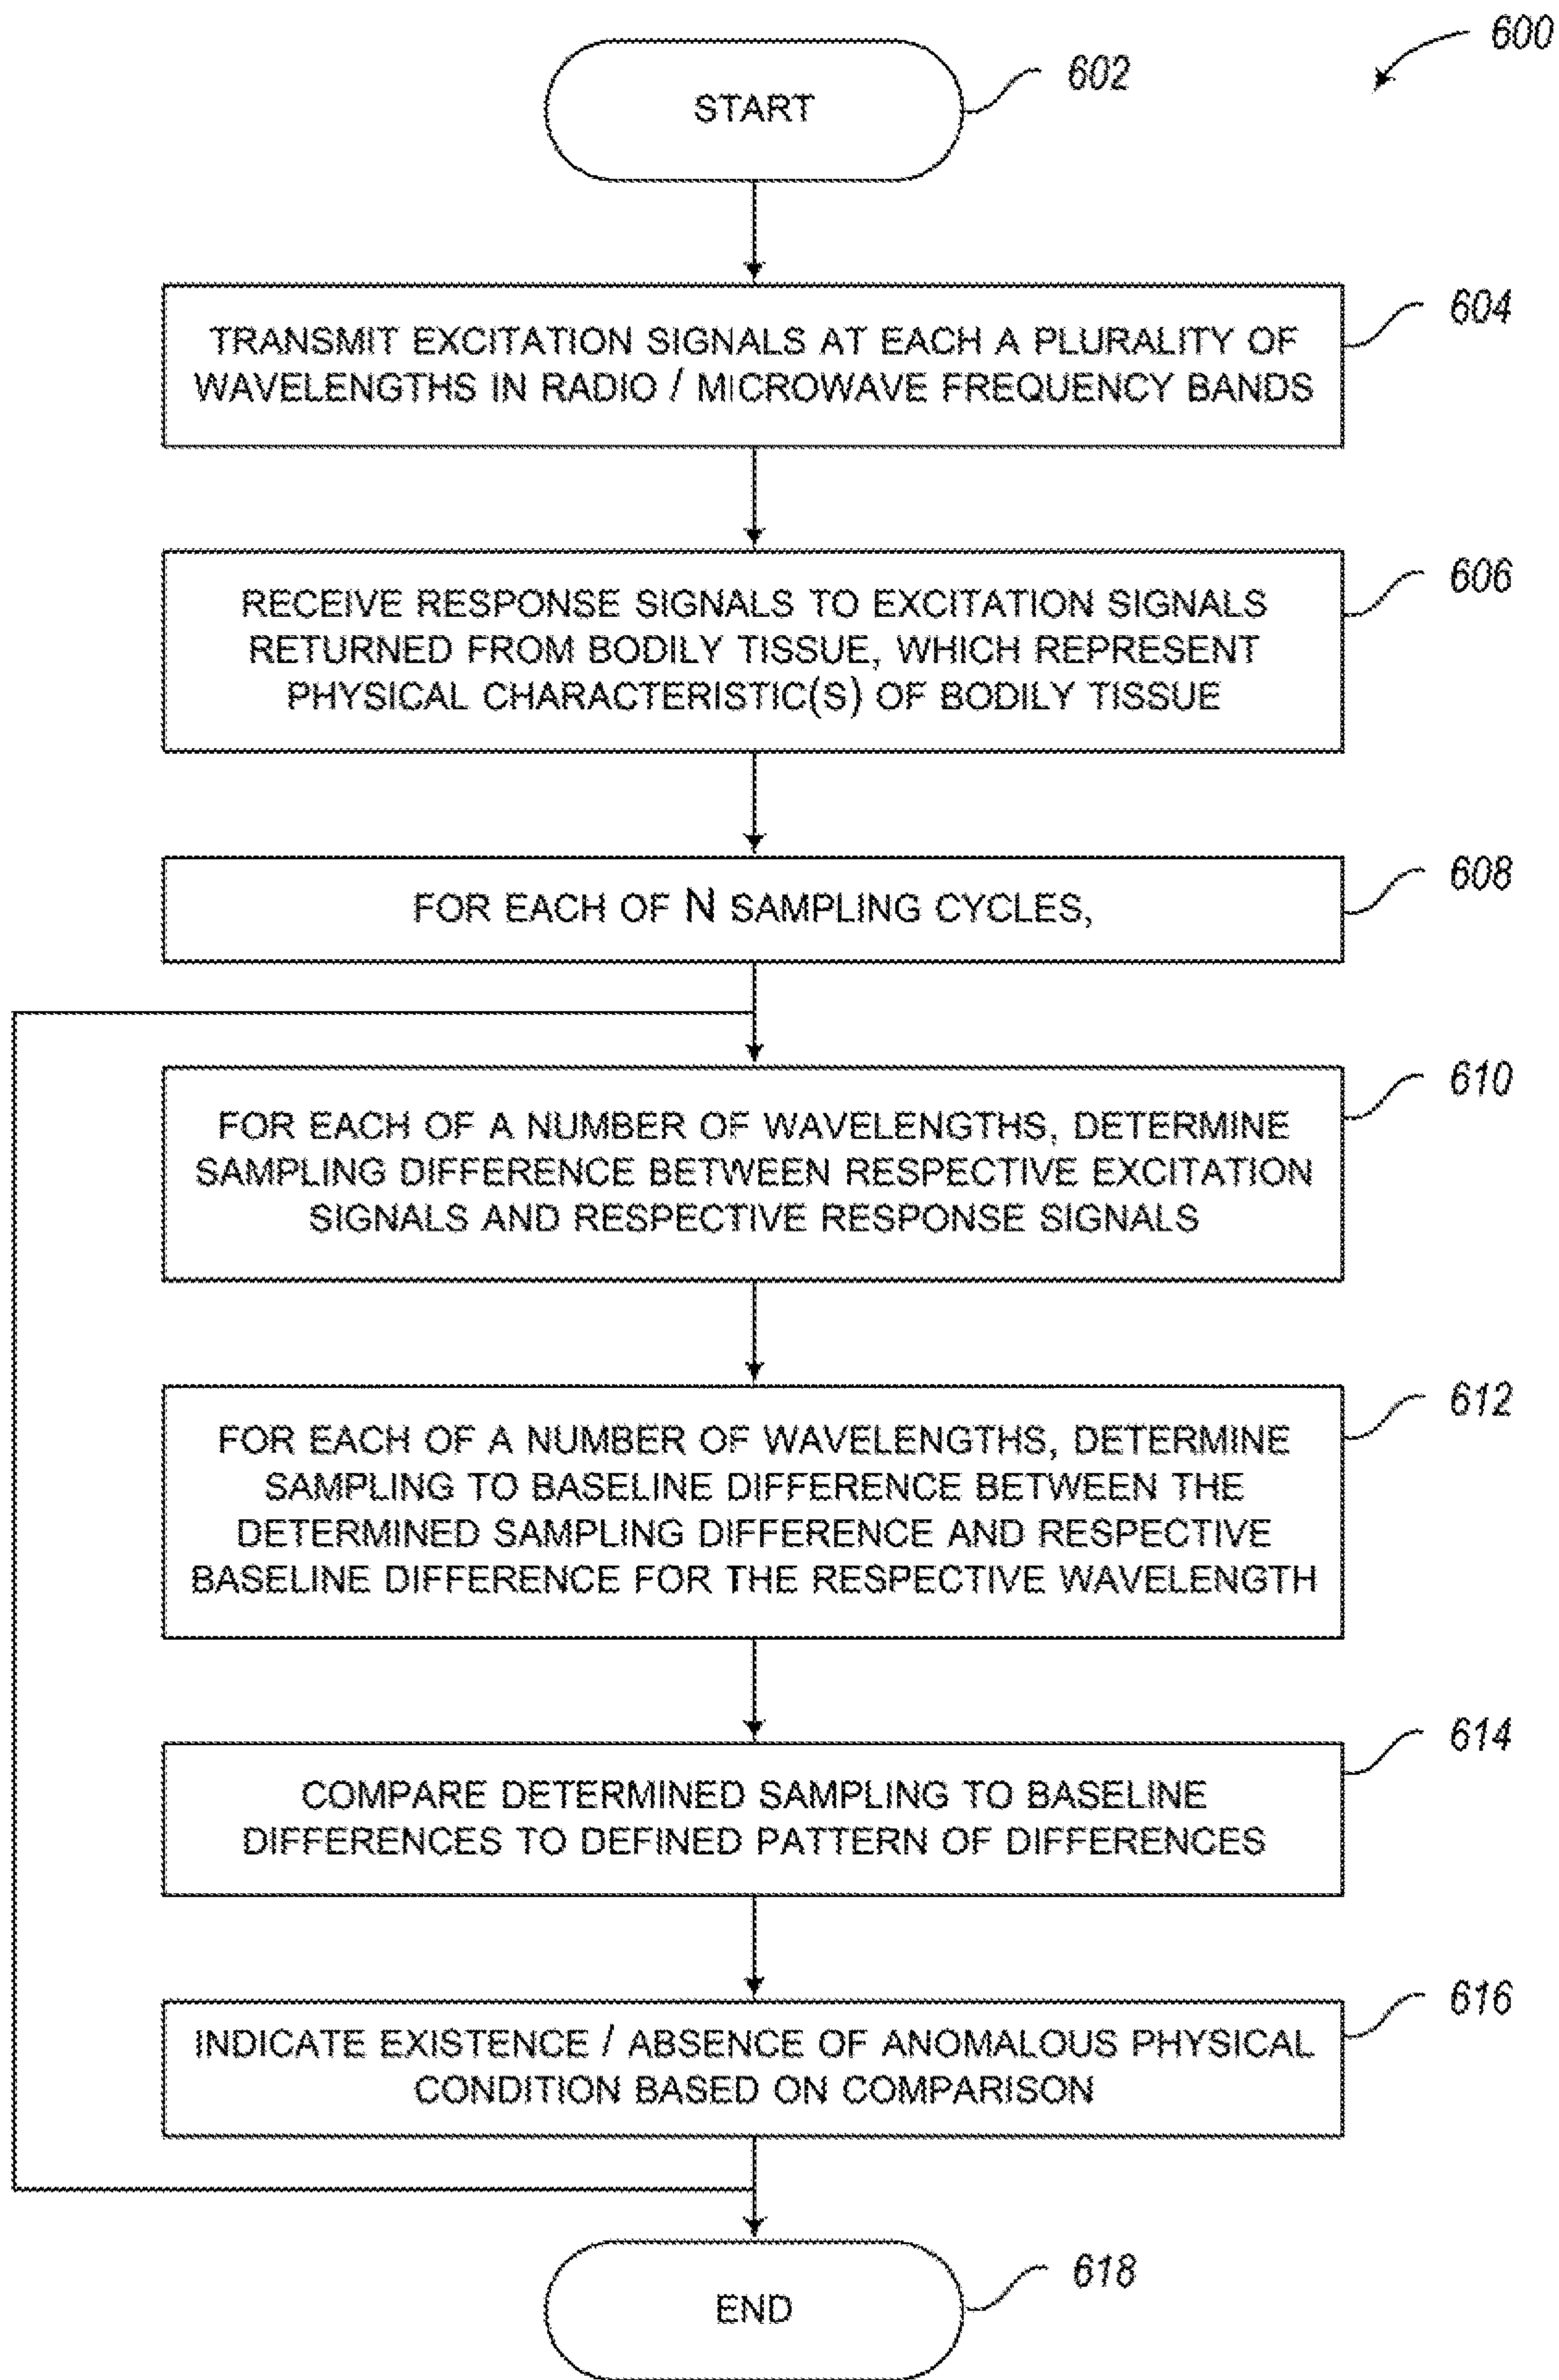 600
START
602
TRANSMIT EXCITATION SIGNALS AT EACH A PLURALITY OF
WAVELENGTHS IN RADIO / MICROWAVE FREQUENCY BANDS
604
RECEIVE RESPONSE SIGNALS TO EXCITATION SIGNALS
RETURNED FROM BODILY TISSUE, WHICH REPRESENT
PHYSICAL CHARACTERISTIC(S) OF BODILY TISSUE
606
FOR EACH OF N SAMPLING CYCLES,
608
FOR EACH OF A NUMBER OF WAVELENGTHS, DETERMINE
SAMPLING DIFFERENCE BETWEEN RESPECTIVE EXCITATION
SIGNALS AND RESPECTIVE RESPONSE SIGNALS
610
FOR EACH OF A NUMBER OF WAVELENGTHS, DETERMINE
SAMPLING TO BASELINE DIFFERENCE BETWEEN THE
DETERMINED SAMPLING DIFFERENCE AND RESPECTIVE
BASELINE DIFFERENCE FOR THE RESPECTIVE WAVELENGTH
612
COMPARE DETERMINED SAMPLING TO BASELINE
DIFFERENCES TO DEFINED PATTERN OF DIFFERENCES
614
INDICATE EXISTENCE / ABSENCE OF ANOMALOUS PHYSICAL
CONDITION BASED ON COMPARISON
616
END
618